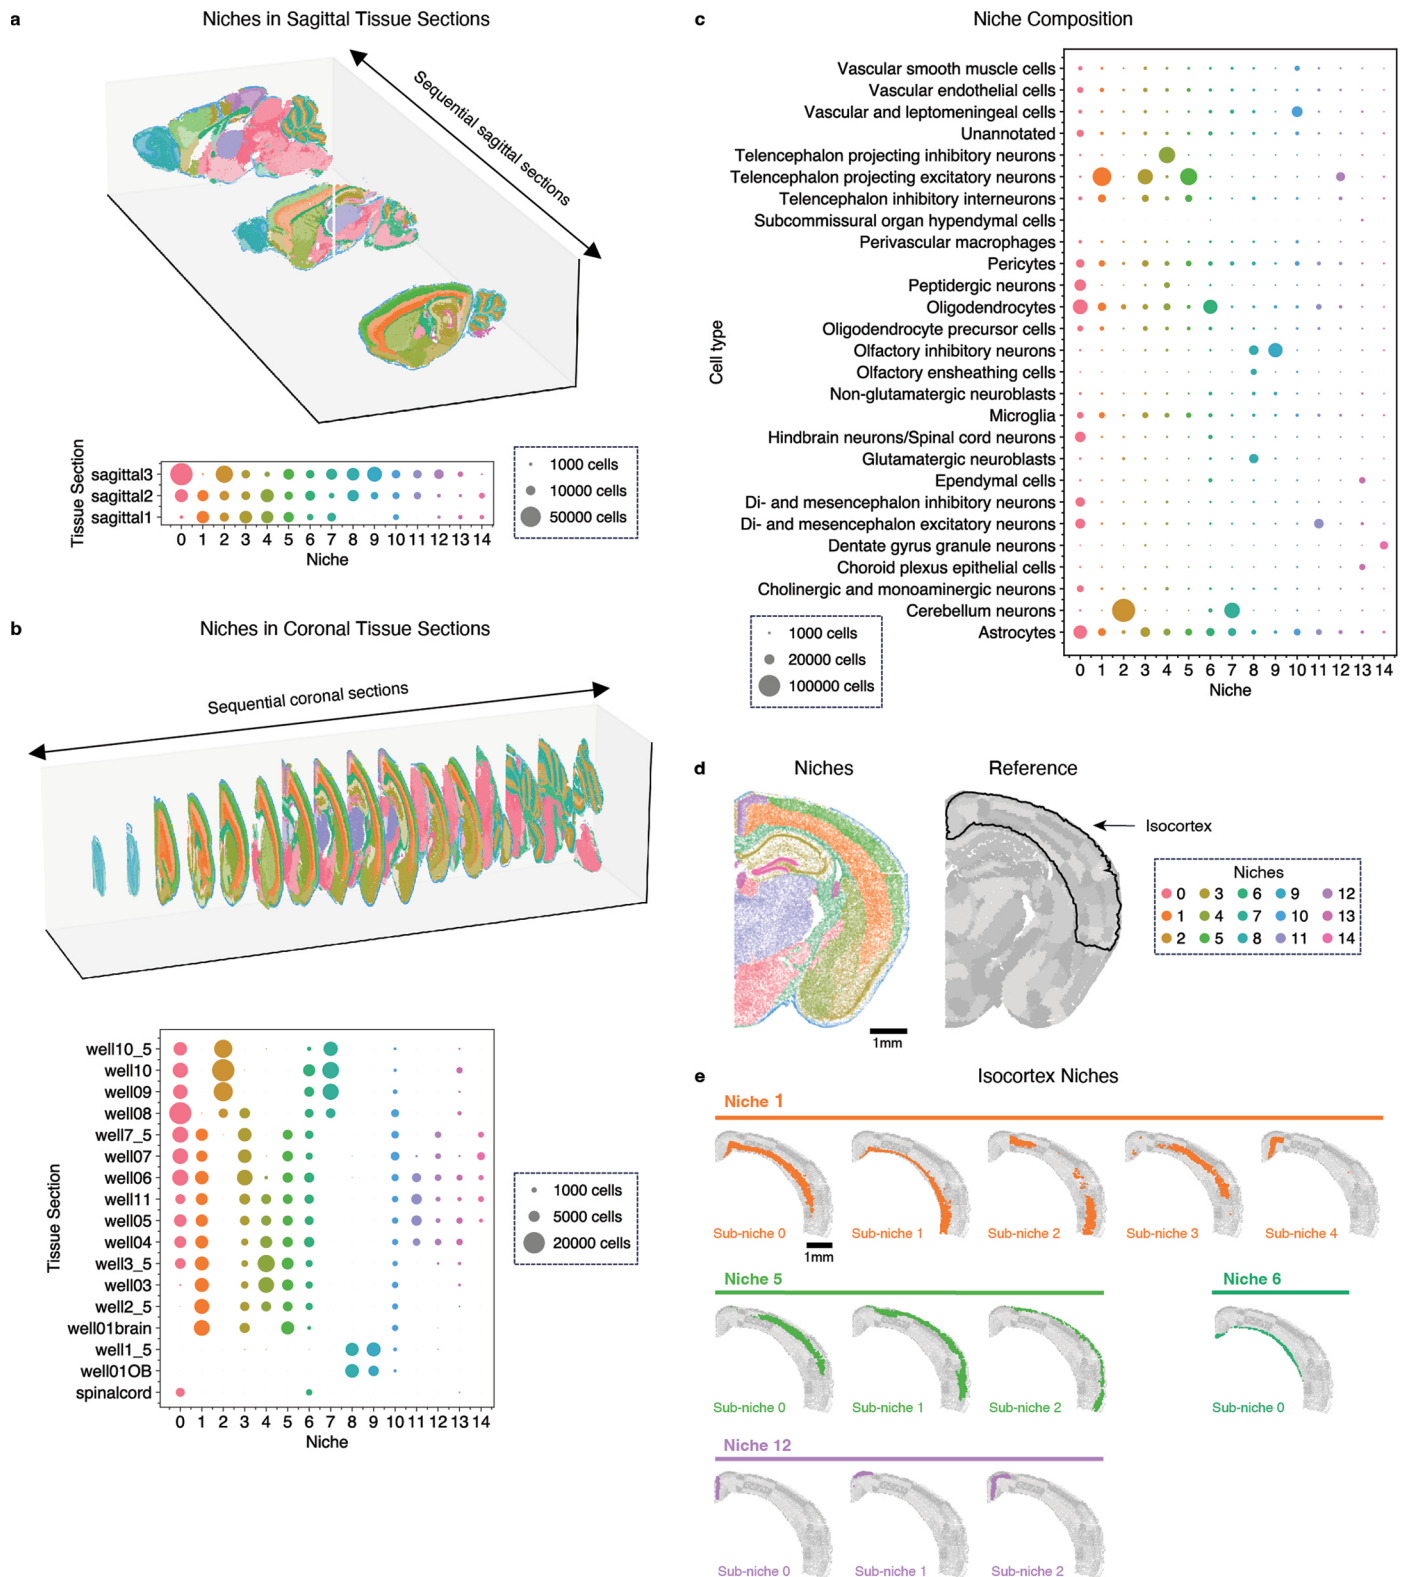 a
Niches in Sagittal Tissue Sections
Sequential sagittal sections
Tissue Section
sagittal3
sagittal2
sagittal1
0 1 2 3 4 5 6 7 8 9 10 11 12 13 14
Niche
1000 cells
10000 cells
50000 cells
b
Niches in Coronal Tissue Sections
Sequential coronal sections
Tissue Section
well10_5
well10
well09
well08
well7_5
well07
well06
well11
well05
well04
well3_5
well03
well2_5
well01brain
well1_5
well01OB
spinalcord
0 1 2 3 4 5 6 7 8 9 10 11 12 13 14
Niche
1000 cells
5000 cells
20000 cells
c
Niche Composition
Cell type
Vascular smooth muscle cells
Vascular endothelial cells
Vascular and leptomeningeal cells
Unannotated
Telencephalon projecting inhibitory neurons
Telencephalon projecting excitatory neurons
Telencephalon inhibitory interneurons
Subcommissural organ hypendymal cells
Perivascular macrophages
Pericytes
Peptidergic neurons
Oligodendrocytes
Oligodendrocyte precursor cells
Olfactory inhibitory neurons
Olfactory ensheathing cells
Non-glutamatergic neuroblasts
Microglia
Hindbrain neurons/Spinal cord neurons
Glutamatergic neuroblasts
Ependymal cells
Di- and mesencephalon inhibitory neurons
Di- and mesencephalon excitatory neurons
Dentate gyrus granule neurons
Choroid plexus epithelial cells
Cholinergic and monoaminergic neurons
Cerebellum neurons
Astrocytes
0 1 2 3 4 5 6 7 8 9 10 11 12 13 14
Niche
1000 cells
20000 cells
100000 cells
d
Niches
Reference
Isocortex
1mm
Niches
0 3 6 9 12
1 4 7 10 13
2 5 8 11 14
e
Isocortex Niches
Niche 1
Sub-niche 0
Sub-niche 1
Sub-niche 2
Sub-niche 3
Sub-niche 4
1mm
Niche 5
Niche 6
Sub-niche 0
Sub-niche 1
Sub-niche 2
Sub-niche 0
Niche 12
Sub-niche 0
Sub-niche 1
Sub-niche 2